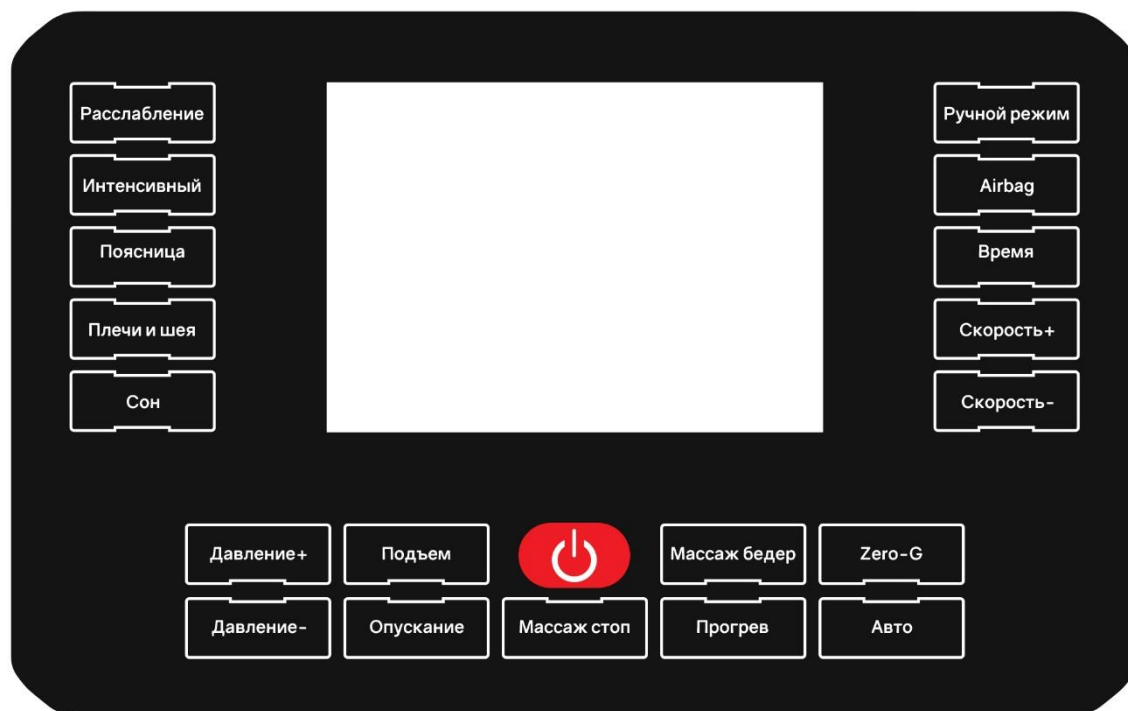 Расслабление
Интенсивный
Поясница
Плечи и шея
Сон
Ручной режим
Airbag
Время
Скорость+
Скорость-
Давление+
Подъем
Массаж бедер
Zero-G
Давление-
Опускание
Массаж стоп
Прогрев
Авто